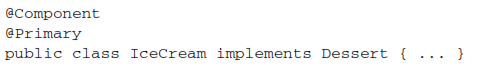 @Component
@Primary
public class IceCream implements Dessert { ... }